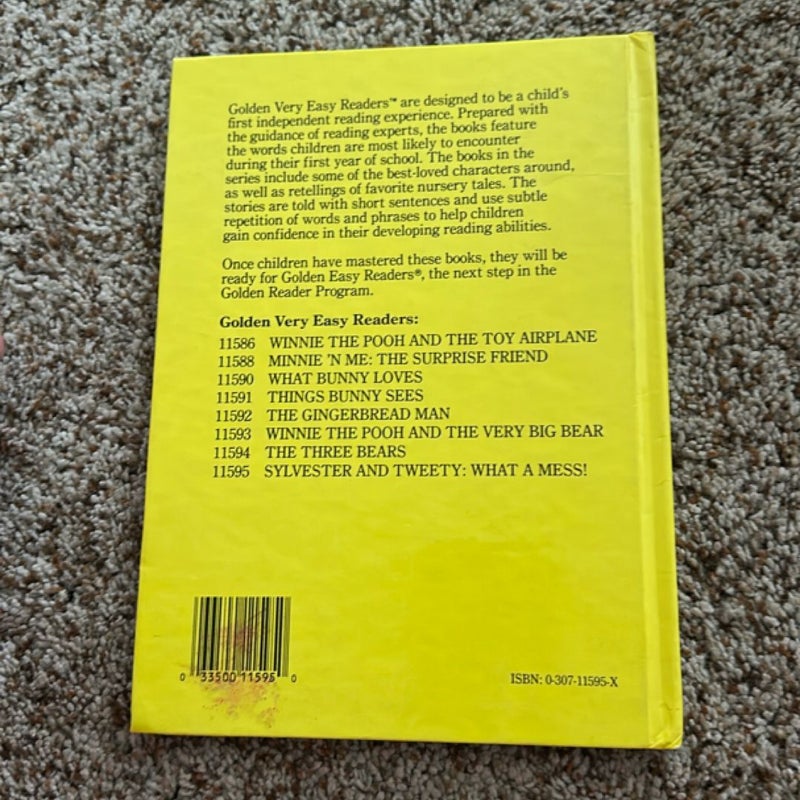 Golden Very Easy Readers™ are designed to be a child's
first independent reading experience. Prepared with
the guidance of reading experts, the books feature
the words children are most likely to encounter
during their first year of school. The books in the
series include some of the best-loved characters around,
as well as retellings of favorite nursery tales. The
stories are told with short sentences and use subtle
repetition of words and phrases to help children
gain confidence in their developing reading abilities.
Once children have mastered these books, they will be
ready for Golden Easy Readers®, the next step in the
Golden Reader Program.
Golden Very Easy Readers:
11586 WINNIE THE POOH AND THE TOY AIRPLANE
11588 MINNIE 'N ME: THE SURPRISE FRIEND
11590 WHAT BUNNY LOVES
11591 THINGS BUNNY SEES
11592 THE GINGERBREAD MAN
11593 WINNIE THE POOH AND THE VERY BIG BEAR
11594 THE THREE BEARS
11595 SYLVESTER AND TWEETY: WHAT A MESS!
0 33500 11595 0
ISBN: 0-307-11595-X